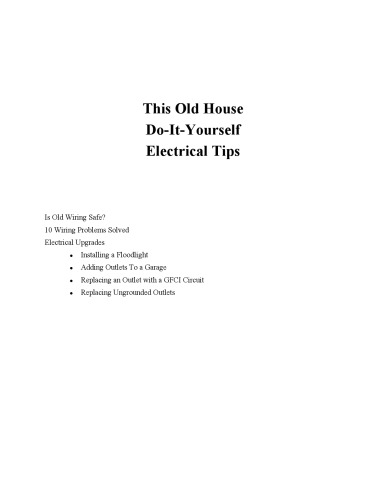 This Old House
Do-It-Yourself
Electrical Tips
Is Old Wiring Safe?
10 Wiring Problems Solved
Electrical Upgrades
• Installing a Floodlight
• Adding Outlets To a Garage
• Replacing an Outlet with a GFCI Circuit
• Replacing Ungrounded Outlets